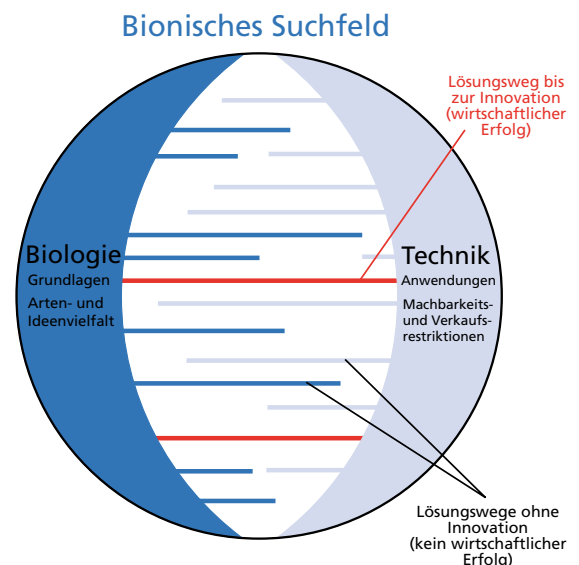 Bionisches Suchfeld
Lösungsweg bis
zur Innovation
(wirtschaftlicher
Erfolg)
Biologie
Grundlagen
Arten- und
Ideenvielfalt
Technik
Anwendungen
Machbarkeits-
und Verkaufs-
restriktionen
Lösungswege ohne
Innovation
(kein wirtschaftlicher
Erfolg)